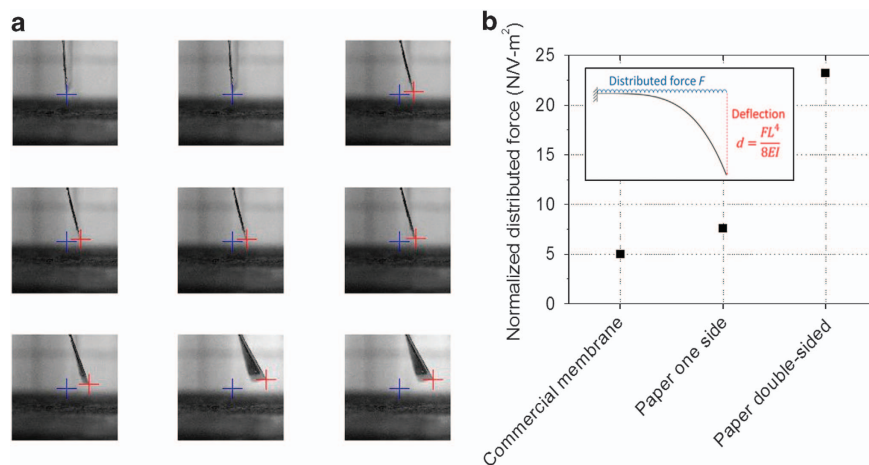 a
b
Normalized distributed force (N/V-m²)
25
20
15
10
5
0
Distributed force F
Deflection
d = FL⁴/8EI
Commercial membrane
Paper one side
Paper double-sided